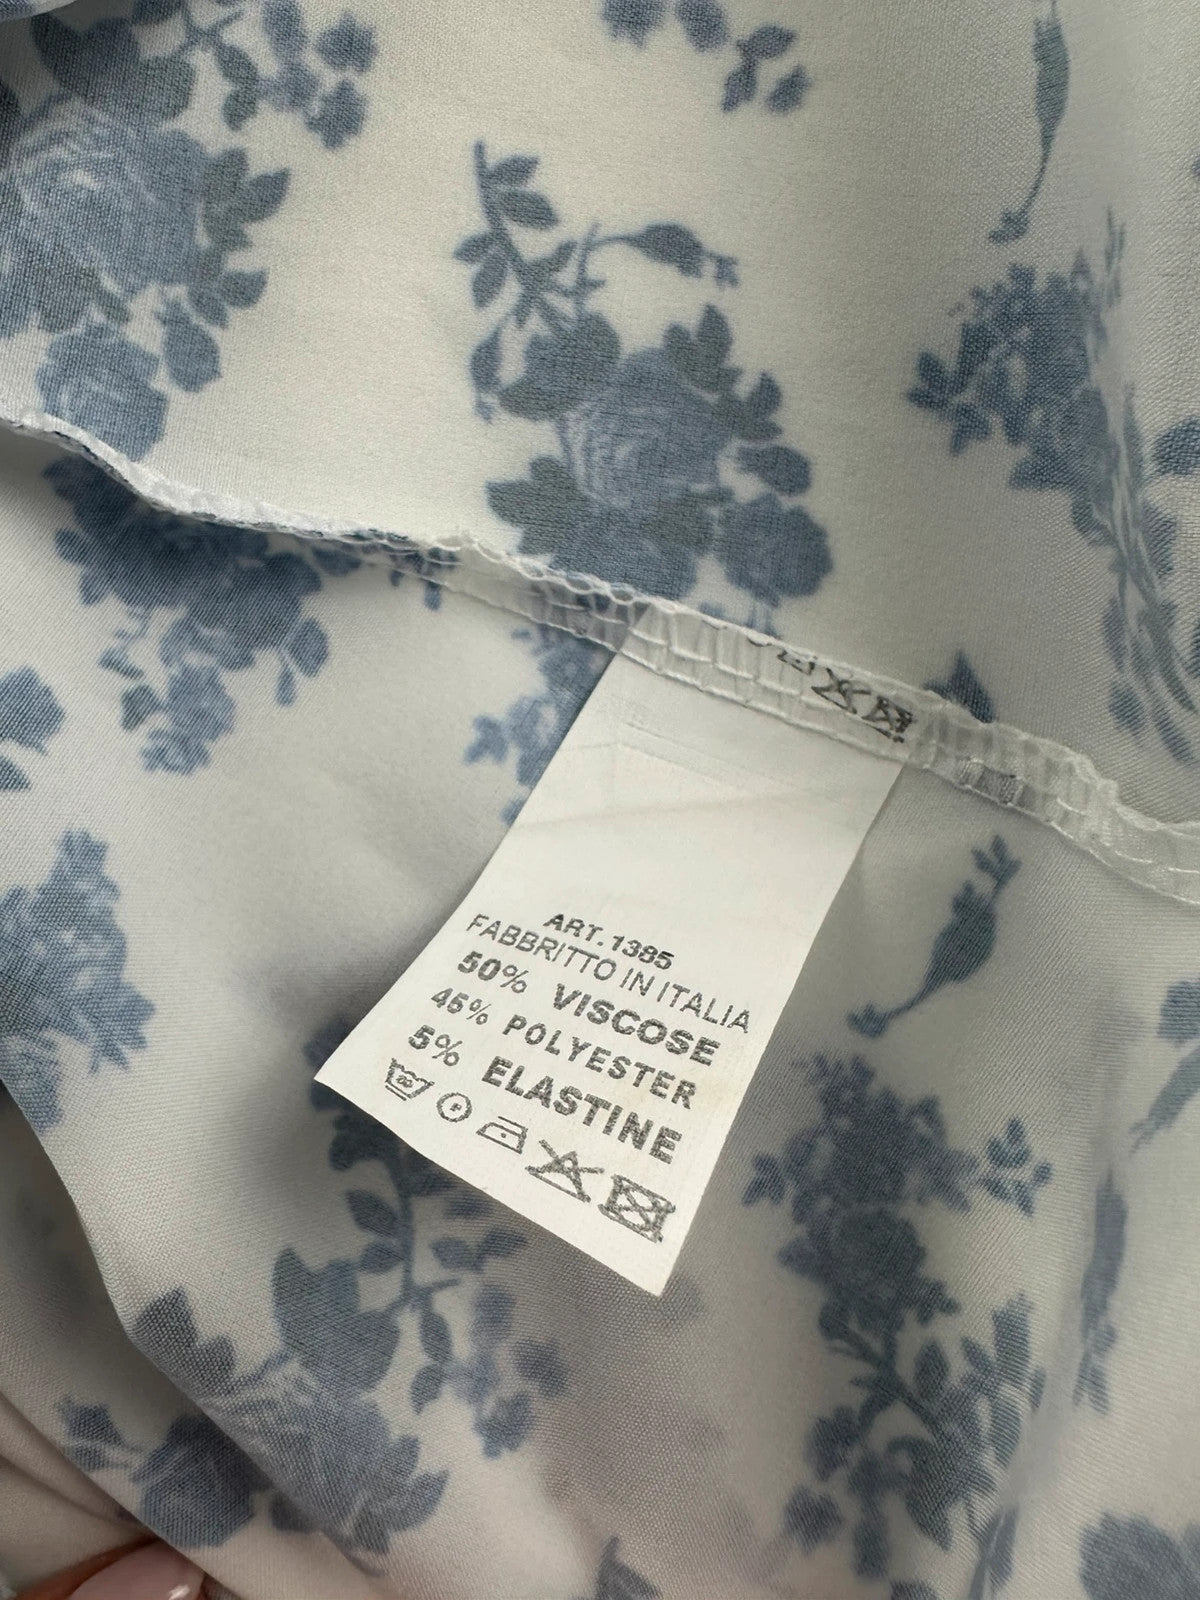 ART.1385
FABBRITTO IN ITALIA
50% VISCOSE
45% POLYESTER
5% ELASTINE
P